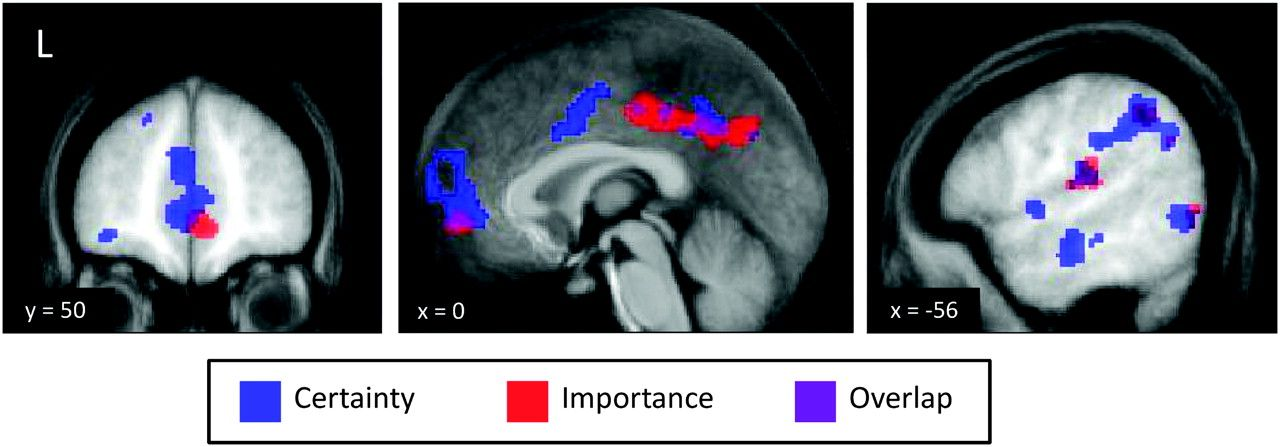 L
y = 50
x = 0
x = -56
Certainty
Importance
Overlap